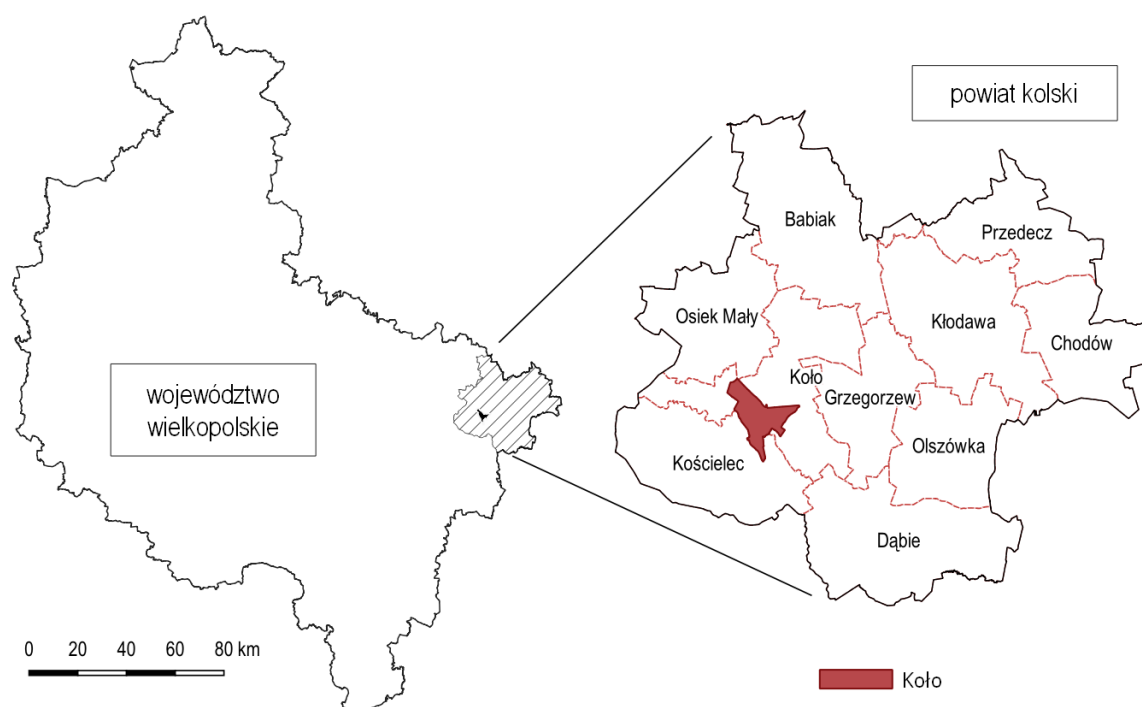 powiat kolski
Babiak
Przedecz
Osiek Mały
Kłodawa
Chodów
Koło
Grzegorzew
województwo
wielkopolskie
Olszówka
Kościelec
Dąbie
0 20 40 60 80 km
Koło